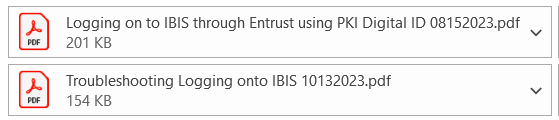 Logging on to IBIS through Entrust using PKI Digital ID 08152023.pdf
PDF
201 KB
Troubleshooting Logging onto IBIS 10132023.pdf
PDF
154 KB